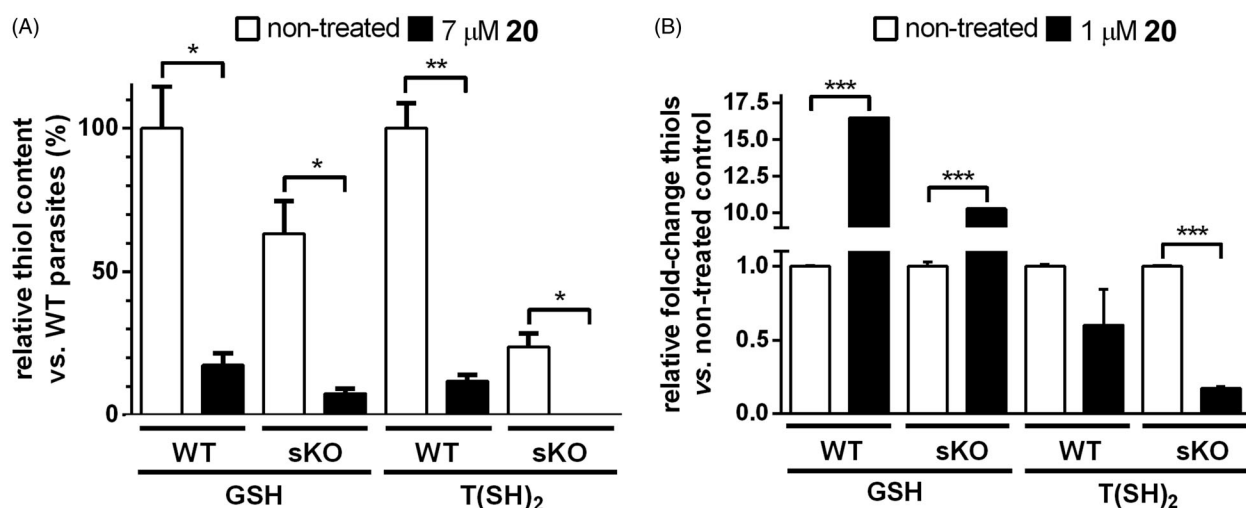 (A)
non-treated 7 μM 20
relative thiol content
vs. WT parasites (%)
100
50
0
*
*
**
*
WT sKO WT sKO
GSH T(SH)2
(B)
non-treated 1 μM 20
relative fold-change thiols
vs. non-treated control
17.5
15.0
12.5
10.0
1.0
0.5
0.0
***
***
***
WT sKO WT sKO
GSH T(SH)2